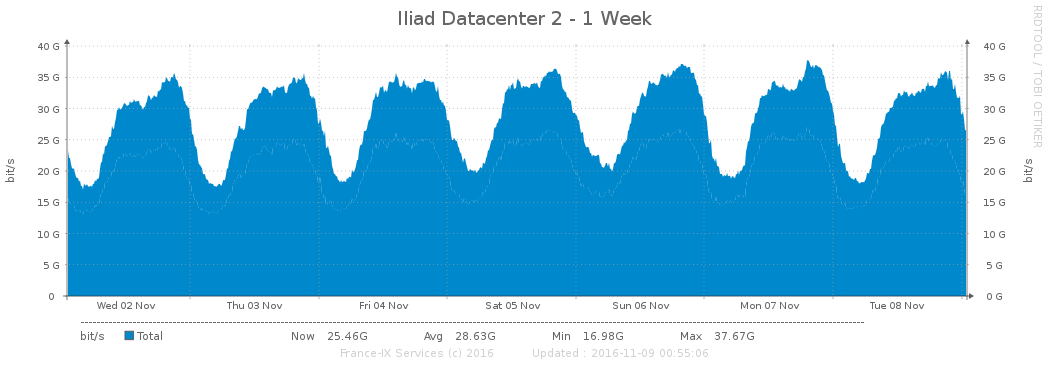 Iliad Datacenter 2 - 1 Week
RRDTOOL / TOBI OETIKER
40 G 40 G
35 G 35 G
30 G 30 G
25 G 25 G
20 G 20 G
15 G 15 G
10 G 10 G
5 G 5 G
0 0 G
bit/s
bit/s
Wed 02 Nov Thu 03 Nov Fri 04 Nov Sat 05 Nov Sun 06 Nov Mon 07 Nov Tue 08 Nov
bit/s Total Now 25.46G Avg 28.63G Min 16.98G Max 37.67G
France-IX Services (c) 2016 Updated : 2016-11-09 00:55:06